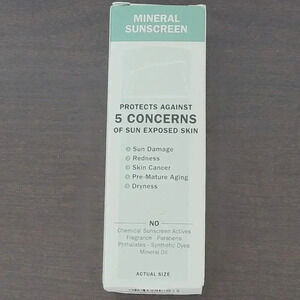 MINERAL
SUNSCREEN
PROTECTS AGAINST
5 CONCERNS
OF SUN EXPOSED SKIN
Sun Damage
Redness
Skin Cancer
Pre-Mature Aging
Dryness
NO
Chemical Sunscreen Actives
Fragrance - Parabens
Phthalates - Synthetic Dyes
Mineral Oil
ACTUAL SIZE